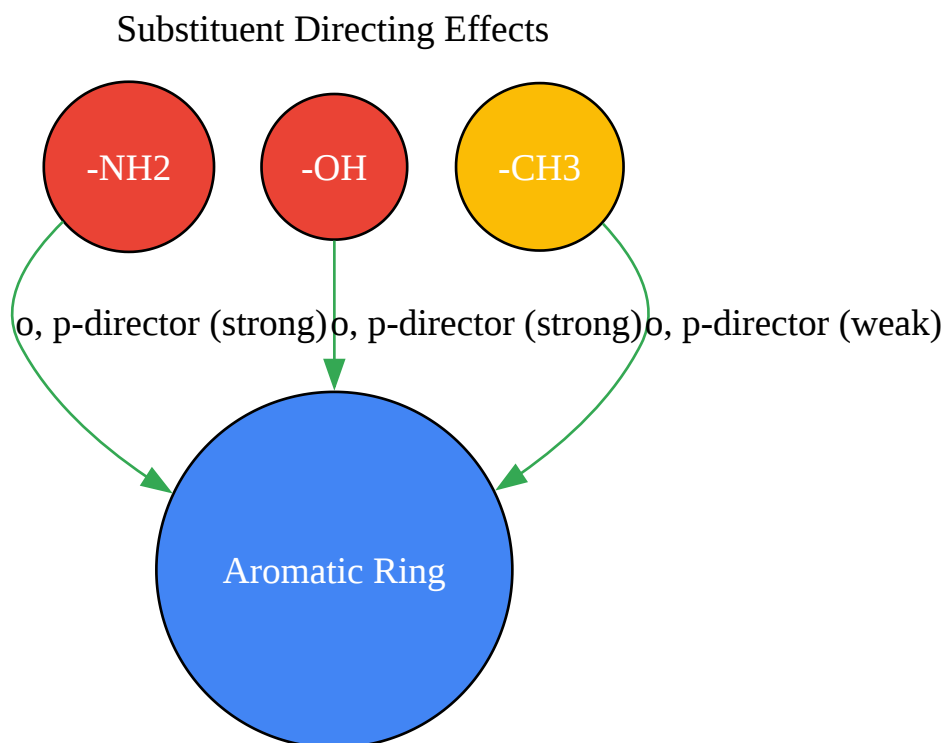 Substituent Directing Effects
-NH2
-OH
-CH3
o, p-director (strong)
o, p-director (strong)
o, p-director (weak)
Aromatic Ring